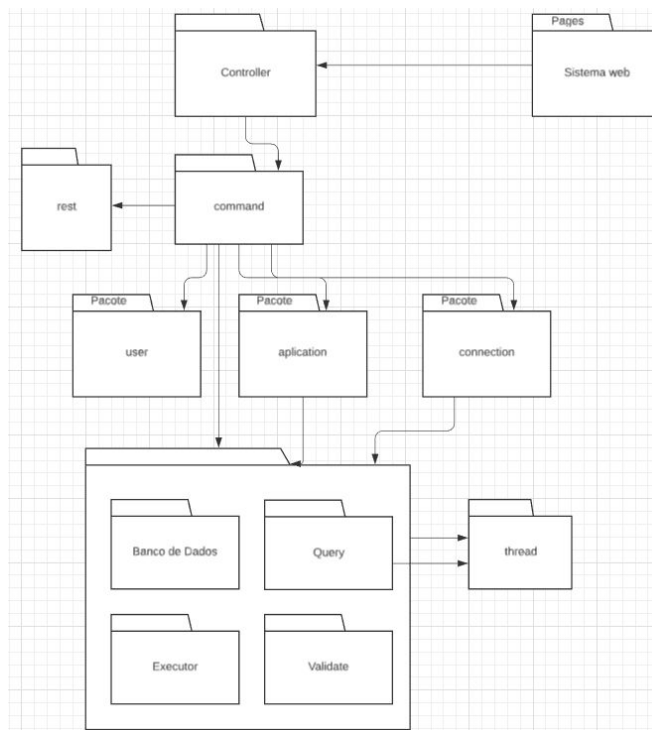 Pages
Controller
Sistema web
rest
command
Pacote
Pacote
Pacote
user
aplication
connection
Banco de Dados
Query
thread
Executor
Validate